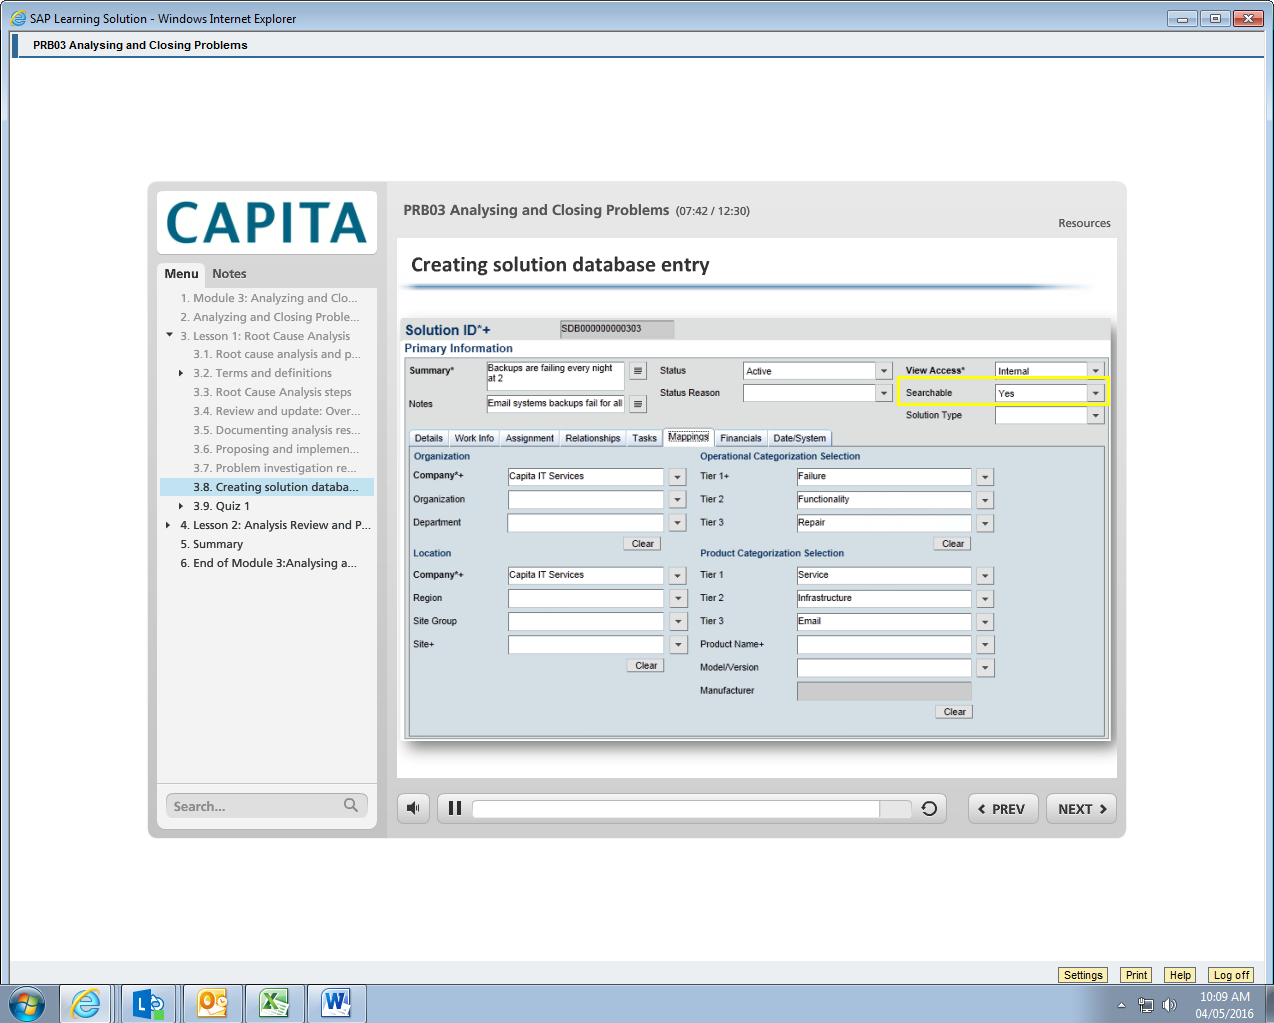 SAP Learning Solution - Windows Internet Explorer
PRB03 Analysing and Closing Problems
CAPITA
PRB03 Analysing and Closing Problems (07:42 / 12:30)
Resources
Menu Notes
1. Module 3: Analyzing and Clo...
2. Analyzing and Closing Proble...
3. Lesson 1: Root Cause Analysis
3.1. Root cause analysis and p...
3.2. Terms and definitions
3.3. Root Cause Analysis steps
3.4. Review and update: Over...
3.5. Documenting analysis res...
3.6. Proposing and implemen...
3.7. Problem investigation re...
3.8. Creating solution databa...
3.9. Quiz 1
4. Lesson 2: Analysis Review and P...
5. Summary
6. End of Module 3:Analysing a...
Search...
Creating solution database entry
Solution ID*+ SDB000000000303
Primary Information
Summary* Backups are failing every night
at 2
Status Active
View Access* Internal
Status Reason
Searchable Yes
Notes Email systems backups fail for all
Solution Type
Details Work Info Assignment Relationships Tasks Mappings Financials Date/System
Organization
Company*+ Capita IT Services
Organization
Department
Clear
Location
Company*+ Capita IT Services
Region
Site Group
Site+
Clear
Operational Categorization Selection
Tier 1+ Failure
Tier 2 Functionality
Tier 3 Repair
Clear
Product Categorization Selection
Tier 1 Service
Tier 2 Infrastructure
Tier 3 Email
Product Name+
Model/Version
Manufacturer
Clear
PREV NEXT
Settings Print Help Log off
10:09 AM
04/05/2016